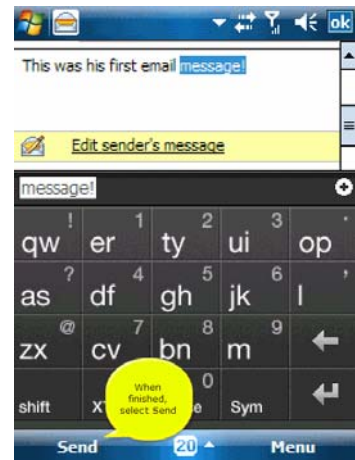 ok
This was his first email message!
Edit sender's message
message!
! 1 2 3 .
qw er ty ui op
? 4 5 6 ,
as df gh jk l
@ 7 8 9
zx cv bn m
When
finished,
select Send
0
shift Sym
Send 20 Menu